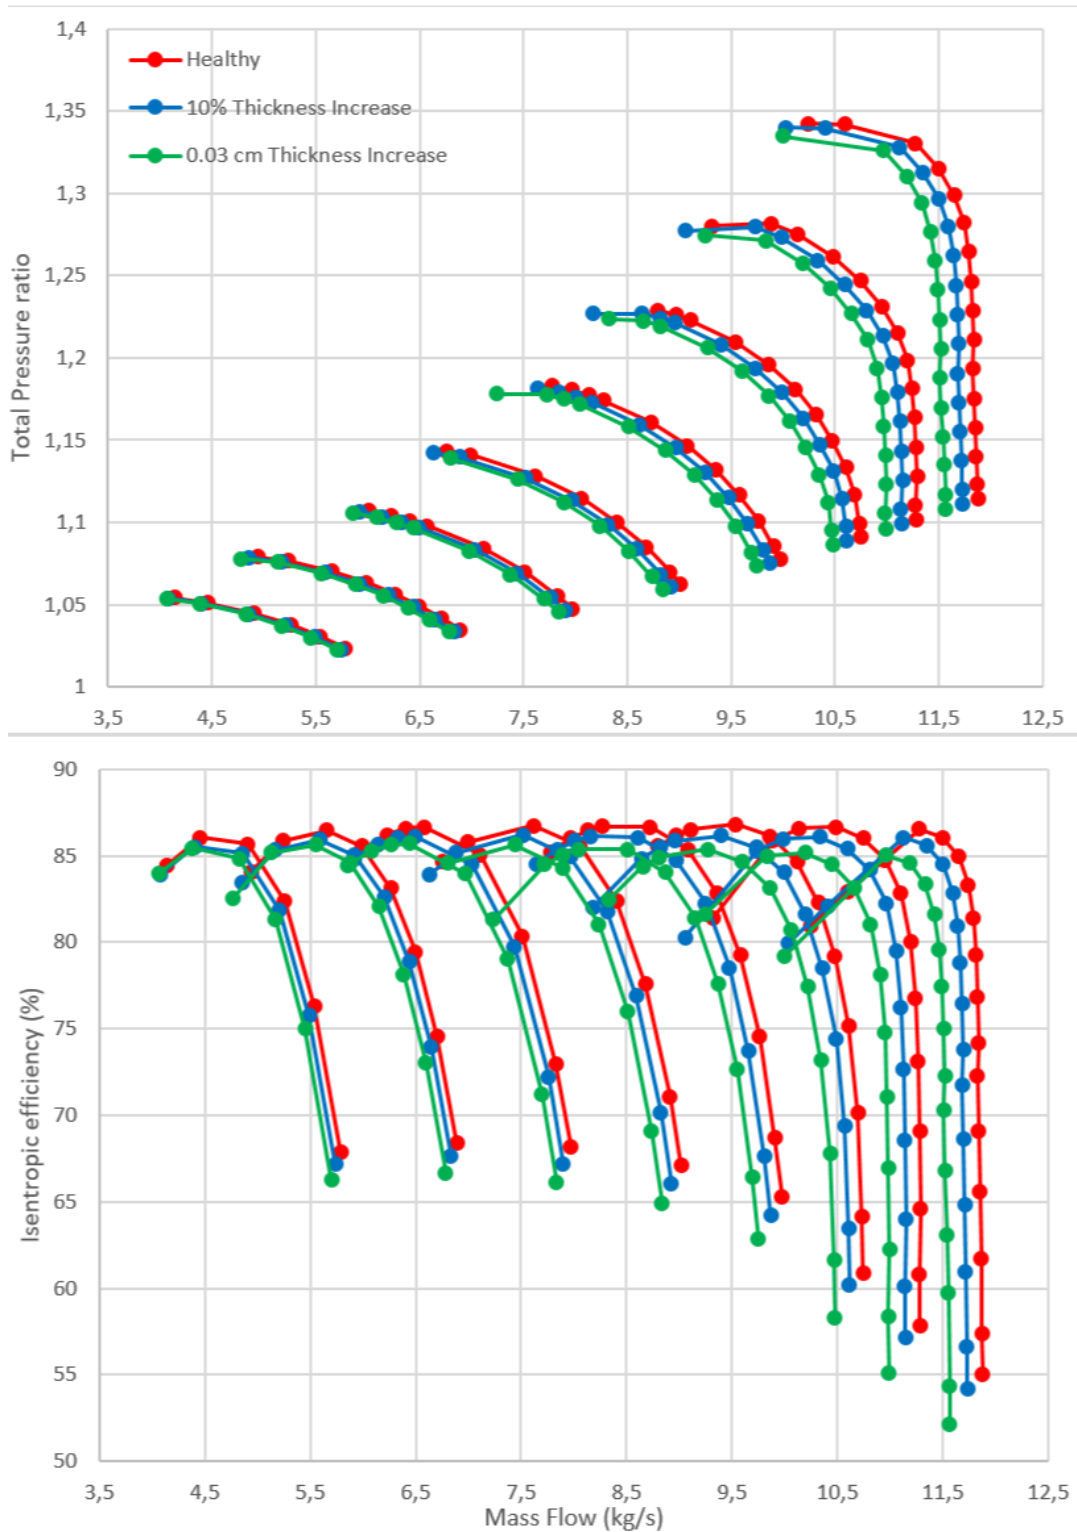 1,4
Healthy
10% Thickness Increase
0.03 cm Thickness Increase
1,35
1,3
1,25
1,2
1,15
1,1
1,05
1
Total Pressure ratio
3,5 4,5 5,5 6,5 7,5 8,5 9,5 10,5 11,5 12,5
90
85
80
75
70
65
60
55
50
Isentropic efficiency (%)
3,5 4,5 5,5 6,5 7,5 8,5 9,5 10,5 11,5 12,5
Mass Flow (kg/s)